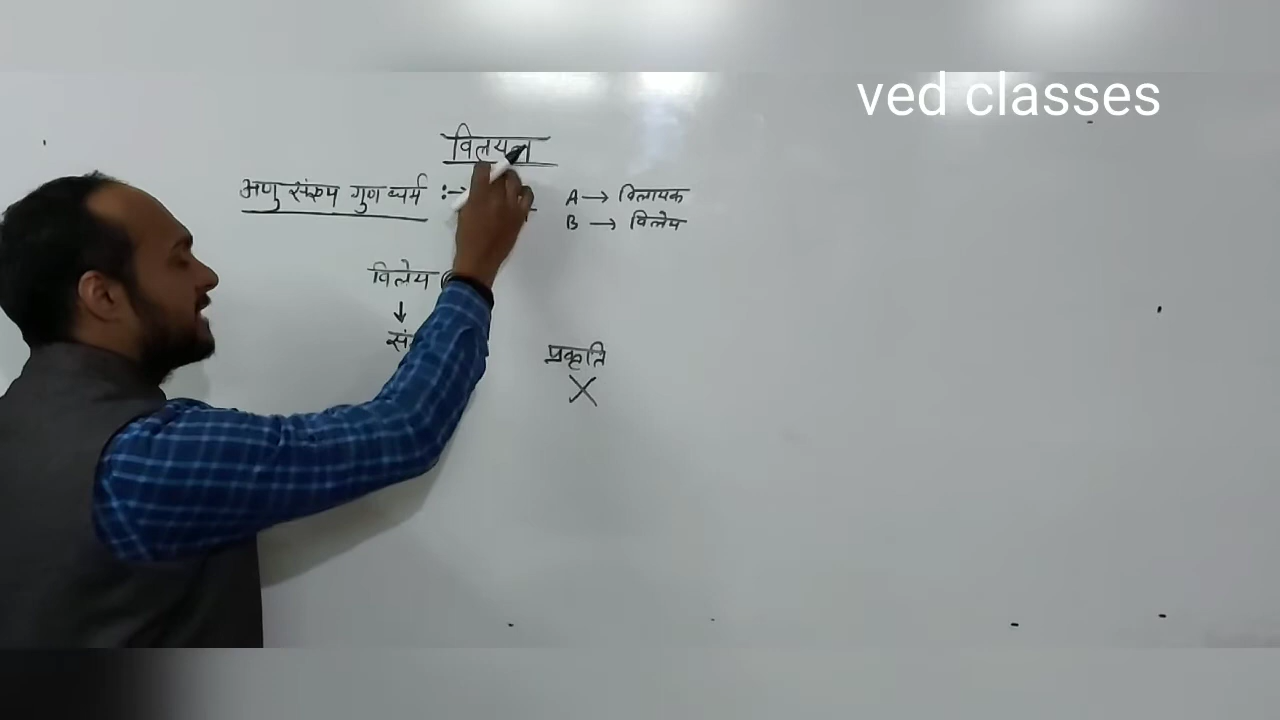 ved classes
विलयन
अणु संख्य गुण धर्म :→
A → विलायक
B → विलेय
विलेय
↓
प्रकृति
X